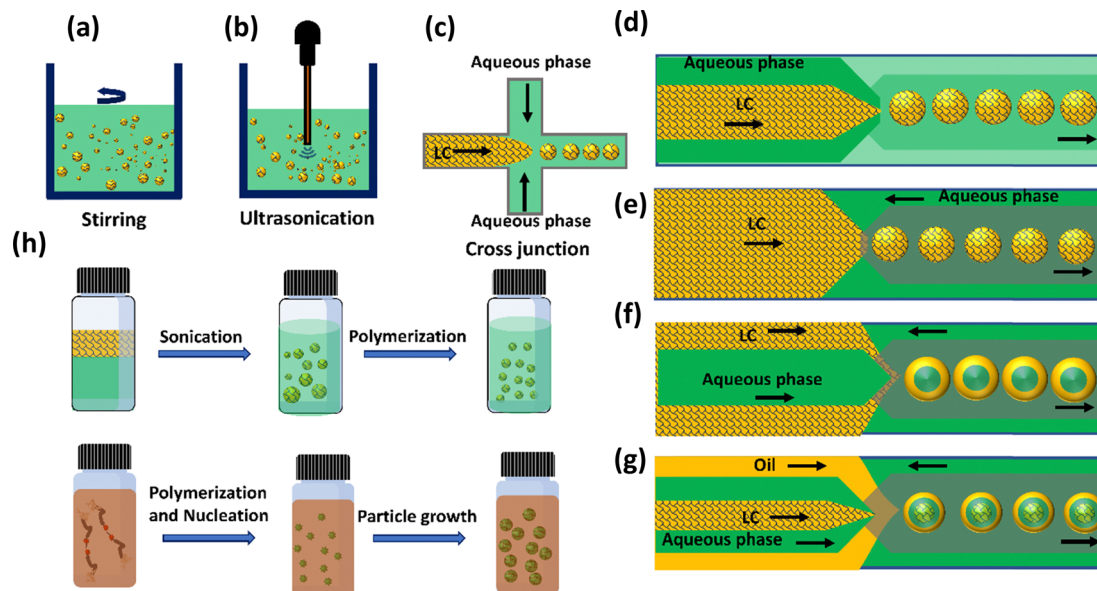 (a)
(b)
(c)
Stirring
Ultrasonication
Aqueous phase
LC
Aqueous phase
Cross junction
(d)
Aqueous phase
LC
(e)
LC
Aqueous phase
(f)
LC
Aqueous phase
(g)
Oil
LC
Aqueous phase
(h)
Sonication
Polymerization
Polymerization
and Nucleation
Particle growth